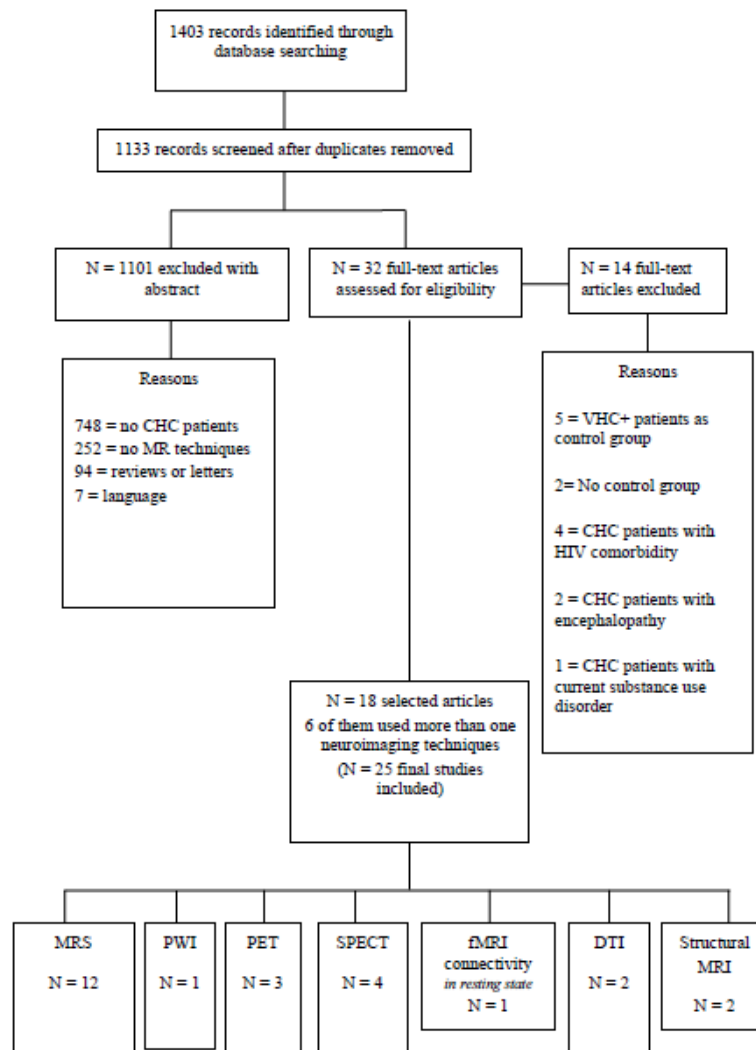 1403 records identified through
database searching
1133 records screened after duplicates removed
N = 1101 excluded with
abstract
N = 32 full-text articles
assessed for eligibility
N = 14 full-text
articles excluded
Reasons
748 = no CHC patients
252 = no MR techniques
94 = reviews or letters
7 = language
Reasons
5 = VHC+ patients as
control group
2= No control group
4 = CHC patients with
HIV comorbidity
2 = CHC patients with
encephalopathy
1 = CHC patients with
current substance use
disorder
N = 18 selected articles
6 of them used more than one
neuroimaging techniques
(N = 25 final studies
included)
MRS
N = 12
PWI
N = 1
PET
N = 3
SPECT
N = 4
fMRI
connectivity
in resting state
N = 1
DTI
N = 2
Structural
MRI
N = 2